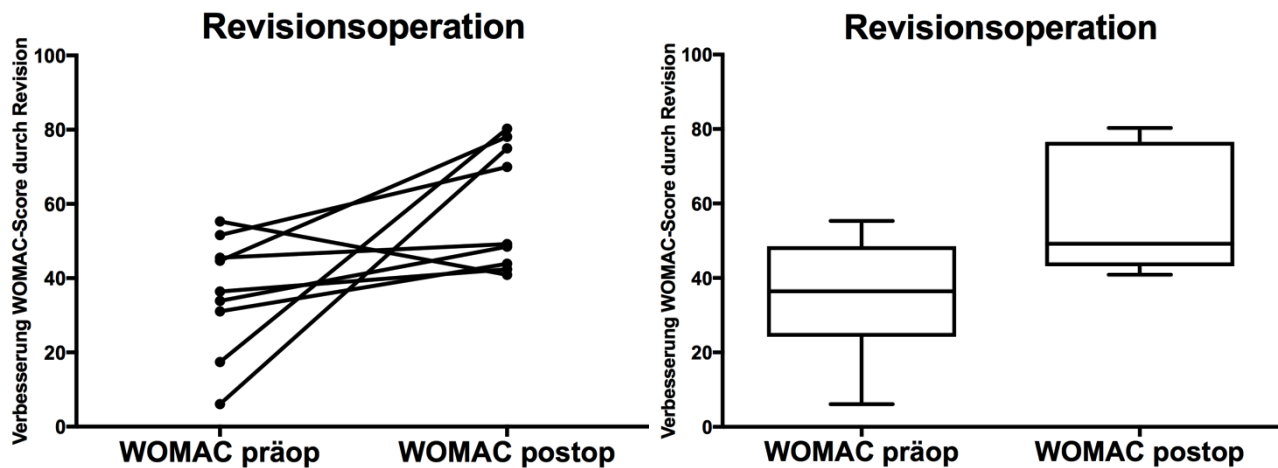 Revisionsoperation
Verbesserung WOMAC-Score durch Revision
100
80
60
40
20
0
WOMAC präop
WOMAC postop
Revisionsoperation
Verbesserung WOMAC-Score durch Revision
100
80
60
40
20
0
WOMAC präop
WOMAC postop